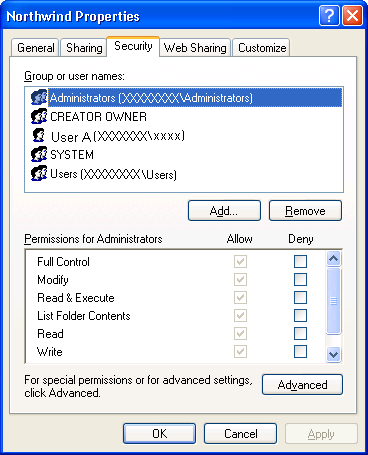 Northwind Properties
General Sharing Security Web Sharing Customize
Group or user names:
Administrators (XXXXXXXX\Administrators)
CREATOR OWNER
User A (XXXXXXX\xxxx)
SYSTEM
Users (XXXXXXXX\Users)
Add... Remove
Permissions for Administrators Allow Deny
Full Control
Modify
Read & Execute
List Folder Contents
Read
Write
For special permissions or for advanced settings, click Advanced.
Advanced
OK Cancel Apply